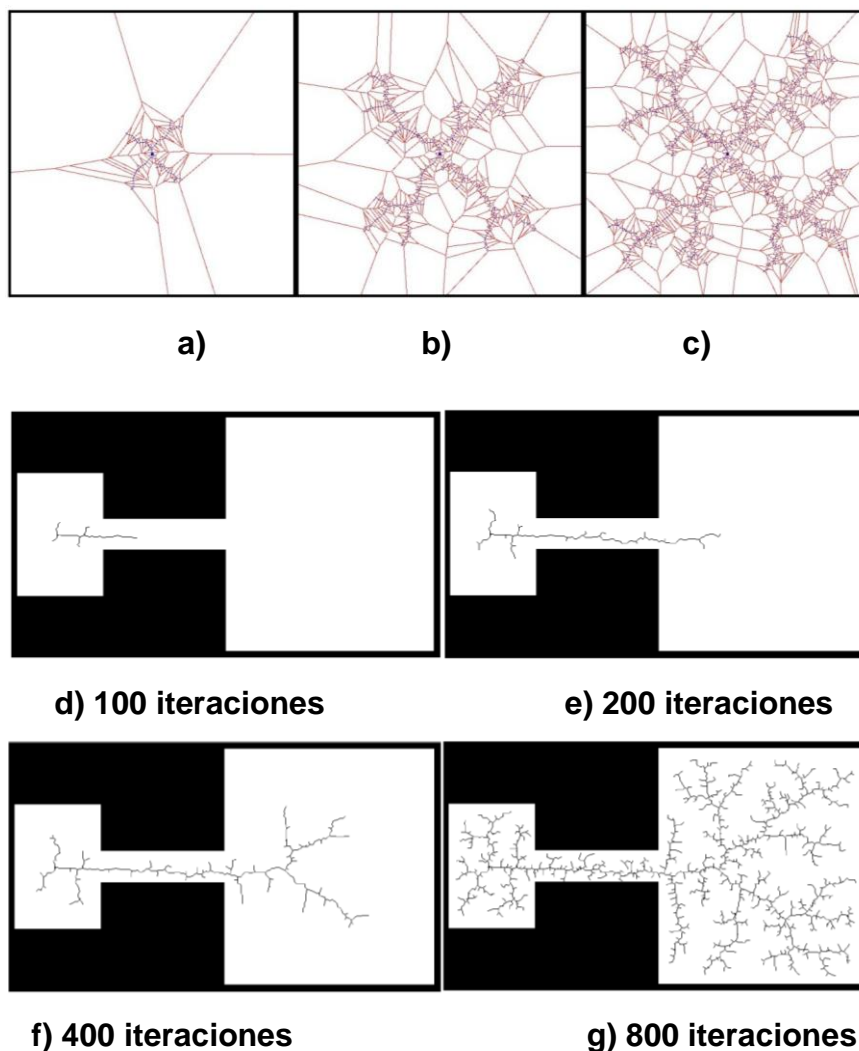 a) b) c)
d) 100 iteraciones e) 200 iteraciones
f) 400 iteraciones g) 800 iteraciones